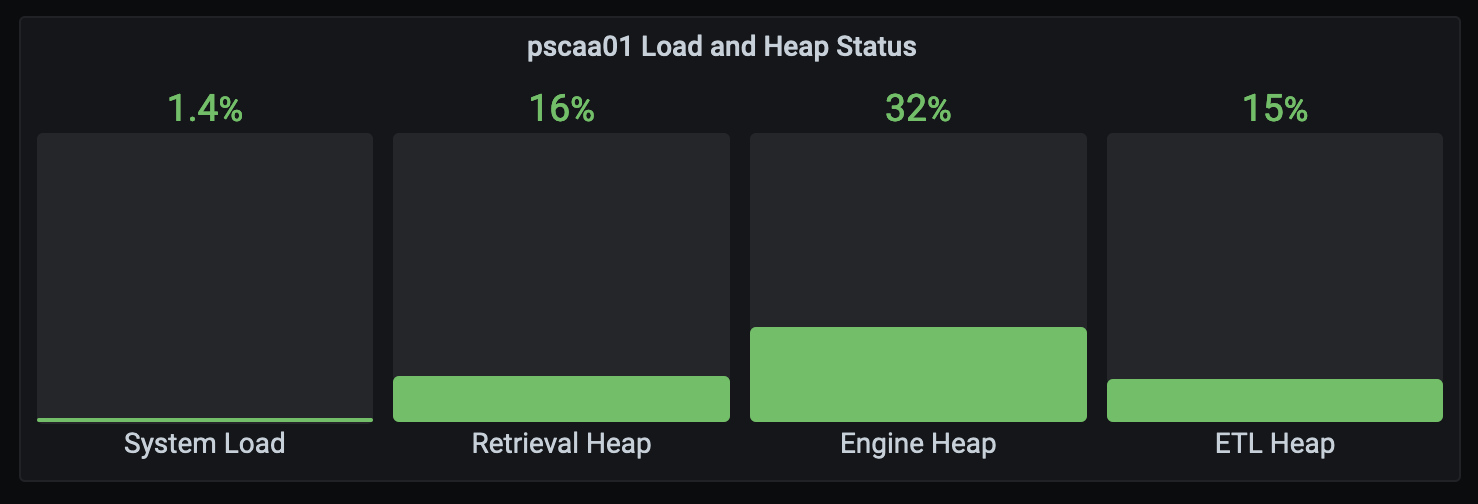 pscaa01 Load and Heap Status
1.4%
16%
32%
15%
System Load
Retrieval Heap
Engine Heap
ETL Heap